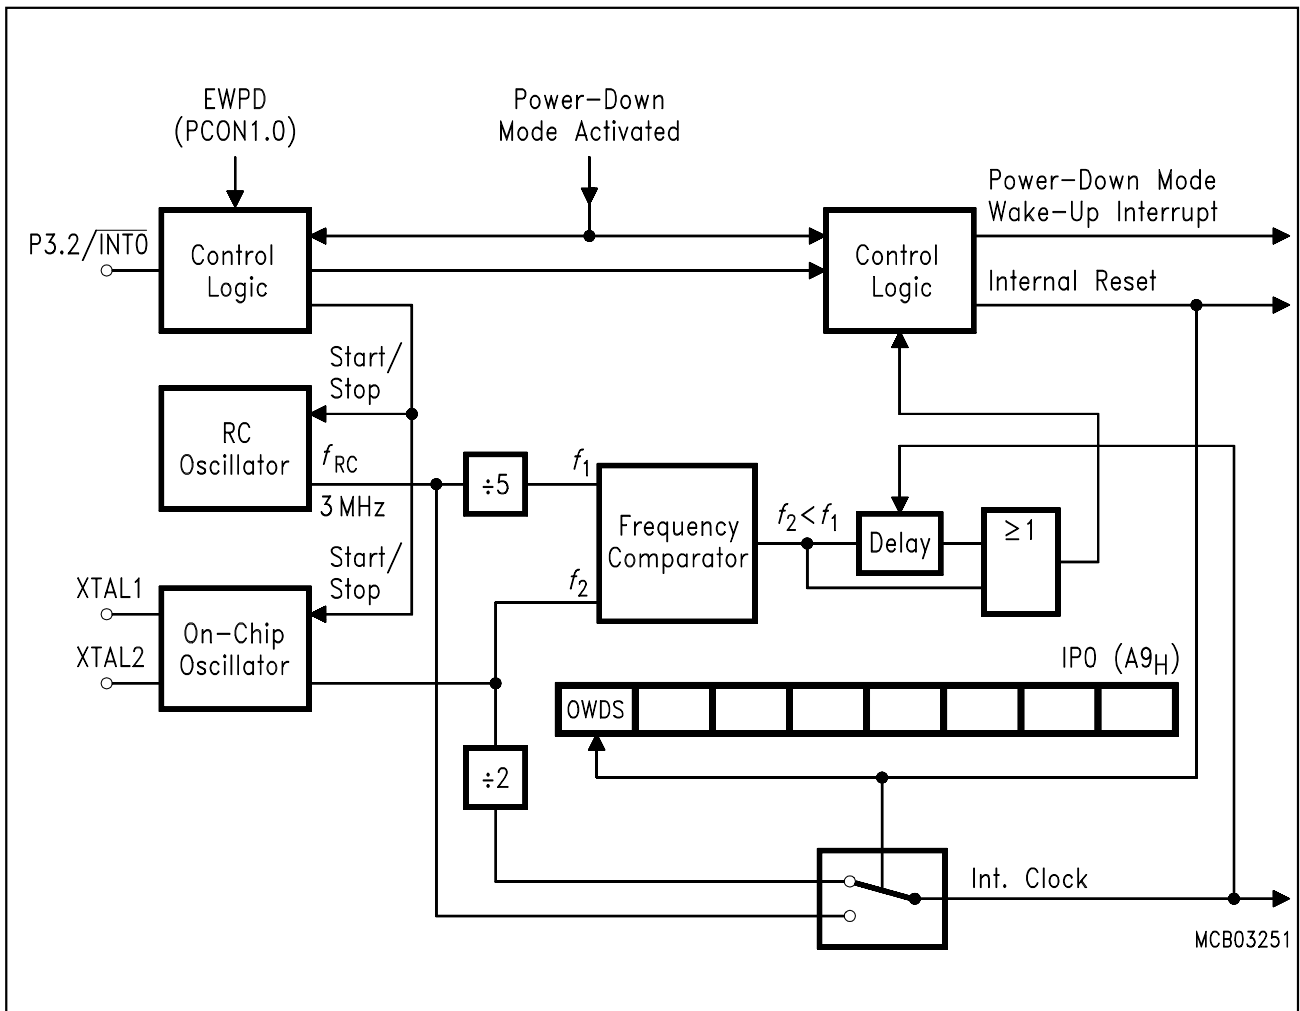 EWPD
(PCON1.0)
Power-Down
Mode Activated
Power-Down Mode
Wake-Up Interrupt
P3.2/INT0
Control
Logic
Control
Logic
Internal Reset
Start/
Stop
RC
Oscillator
fRC
3 MHz
÷5
f1
Frequency
Comparator
f2<f1
Delay
≥1
Start/
Stop
f2
XTAL1
XTAL2
On-Chip
Oscillator
IP0 (A9H)
OWDS
÷2
Int. Clock
MCB03251